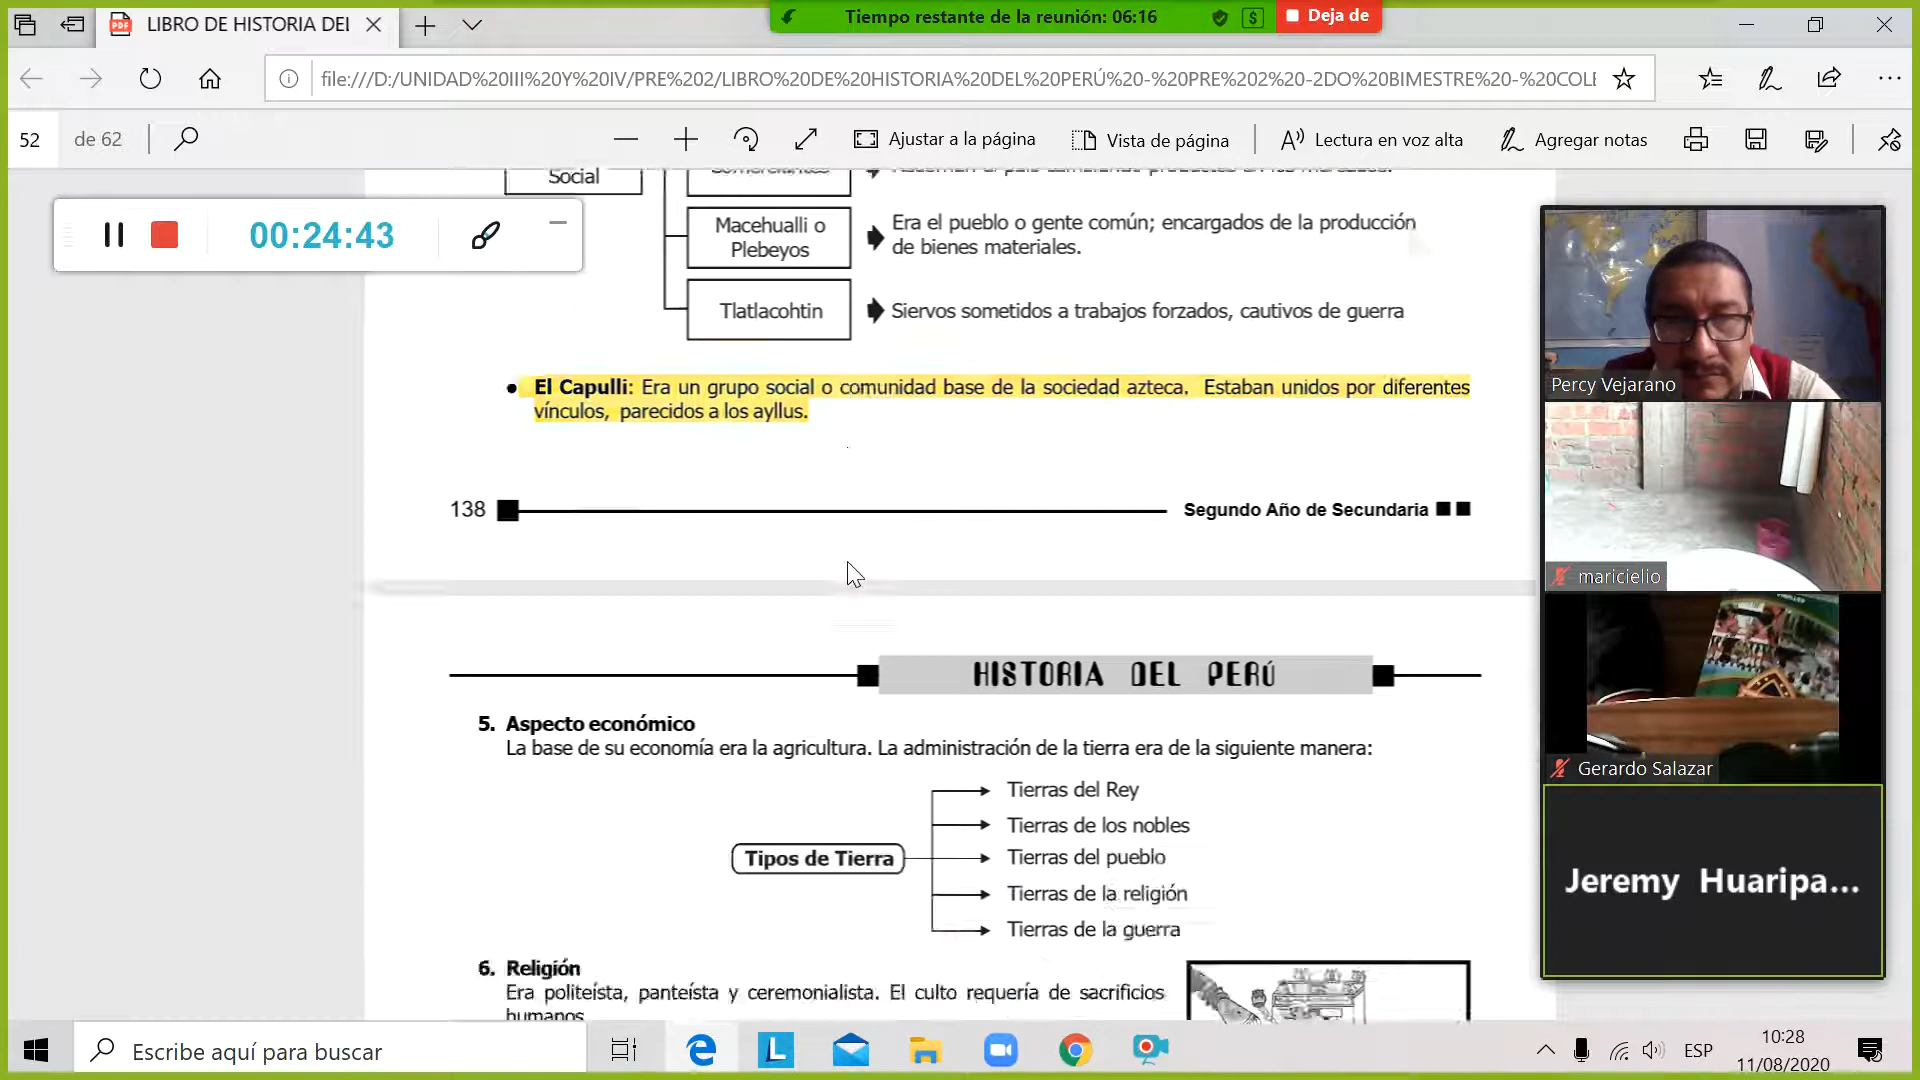 LIBRO DE HISTORIA DEL
Tiempo restante de la reunión: 06:16
Deja de
file:///D:/UNIDAD%20III%20Y%20IV/PRE%202/LIBRO%20DE%20HISTORIA%20DEL%20PERÚ%20-%20PRE%202%20-2DO%20BIMESTRE%20-%20COLE
52 de 62
Ajustar a la página
Vista de página
Lectura en voz alta
Agregar notas
Social
00:24:43
Macehualli o
Plebeyos
Era el pueblo o gente común; encargados de la producción
de bienes materiales.
Tlatlacohtin
Siervos sometidos a trabajos forzados, cautivos de guerra
• El Capulli: Era un grupo social o comunidad base de la sociedad azteca. Estaban unidos por diferentes
vínculos, parecidos a los ayllus.
138
Segundo Año de Secundaria
HISTORIA DEL PERÚ
5. Aspecto económico
La base de su economía era la agricultura. La administración de la tierra era de la siguiente manera:
Tipos de Tierra
Tierras del Rey
Tierras de los nobles
Tierras del pueblo
Tierras de la religión
Tierras de la guerra
6. Religión
Era politeísta, panteísta y ceremonialista. El culto requería de sacrificios
humanos
Percy Vejarano
maricielio
Gerardo Salazar
Jeremy Huaripa...
Escribe aquí para buscar
ESP
10:28
11/08/2020